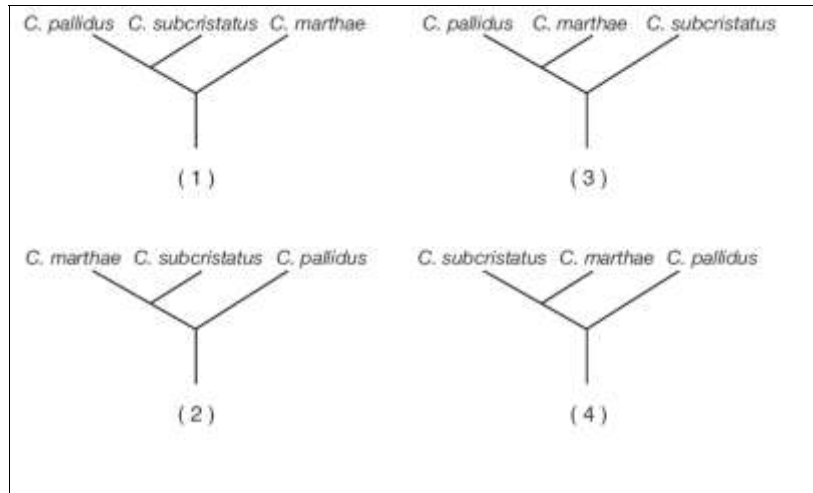 C. pallidus C. subcristatus C. marthae
( 1 )
C. pallidus C. marthae C. subcristatus
( 3 )
C. marthae C. subcristatus C. pallidus
( 2 )
C. subcristatus C. marthae C. pallidus
( 4 )